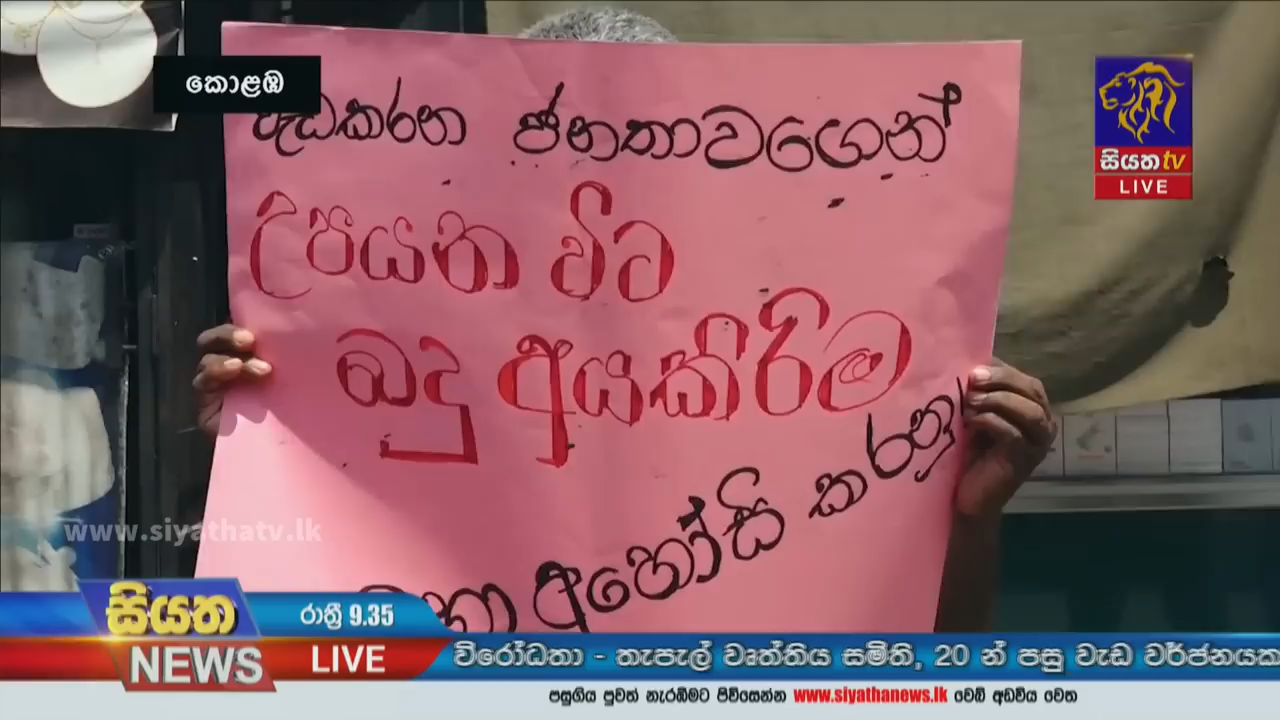 කොළඹ
වැඩකරන ජනතාවගෙන්
උපයන විට
බදු අයකිරිම
අහෝසි කරනු!
සියත tv
LIVE
www.siyathatv.lk
සියත
NEWS
රාත්‍රී 9.35
LIVE
විරෝධතා - තැපැල් වෘත්තිය සමිති, 20 න් පසු වැඩ වර්ජනයක
පසුගිය පුවත් නැරඹීමට පිවිසෙන්න www.siyathanews.lk වෙබ් අඩවිය වෙත